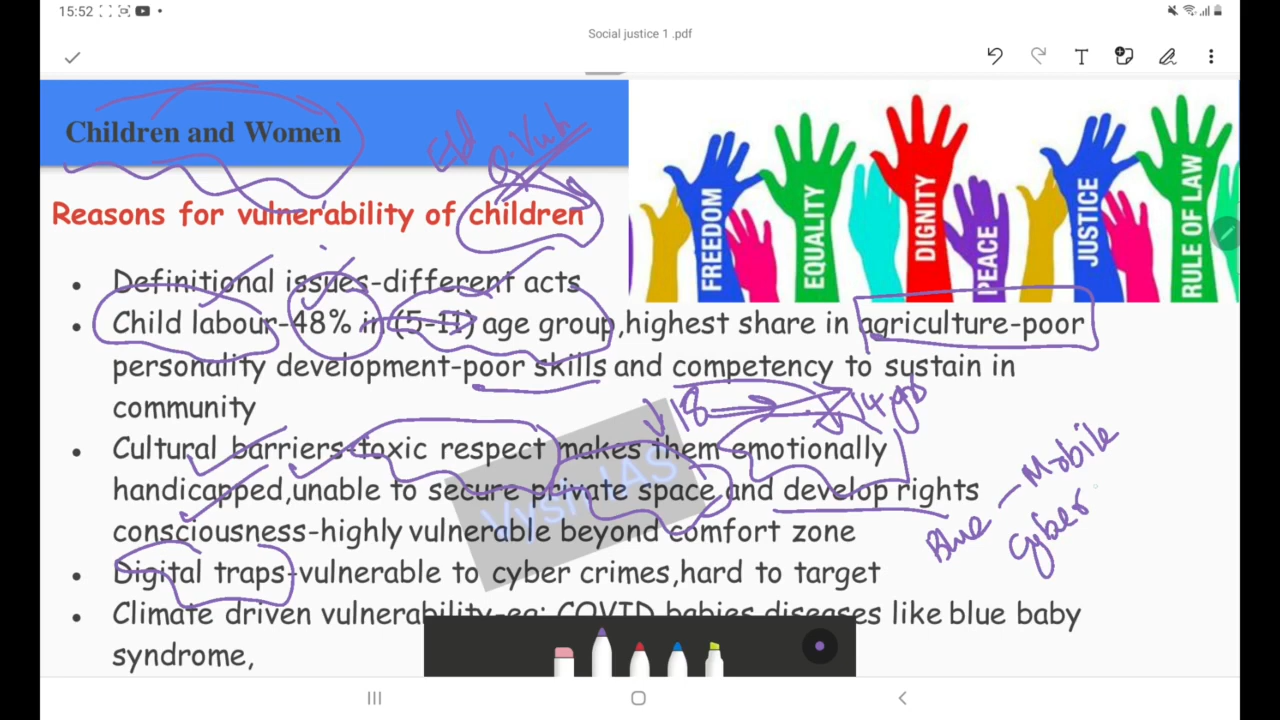 15:52
Social justice 1 .pdf
Children and Women
Reasons for vulnerability of children
FREEDOM
EQUALITY
DIGNITY
PEACE
JUSTICE
RULE OF LAW
• Definitional issues-different acts
• Child labour-48% in (5-11) age group,highest share in agriculture-poor
personality development-poor skills and competency to sustain in
community
18
14
• Cultural barriers-toxic respect makes them emotionally
handicapped,unable to secure private space and develop rights
consciousness-highly vulnerable beyond comfort zone
Blue - Mobile
Cyber
• Digital traps-vulnerable to cyber crimes,hard to target
• Climate driven vulnerability-eg: COVID babies diseases like blue baby
syndrome,